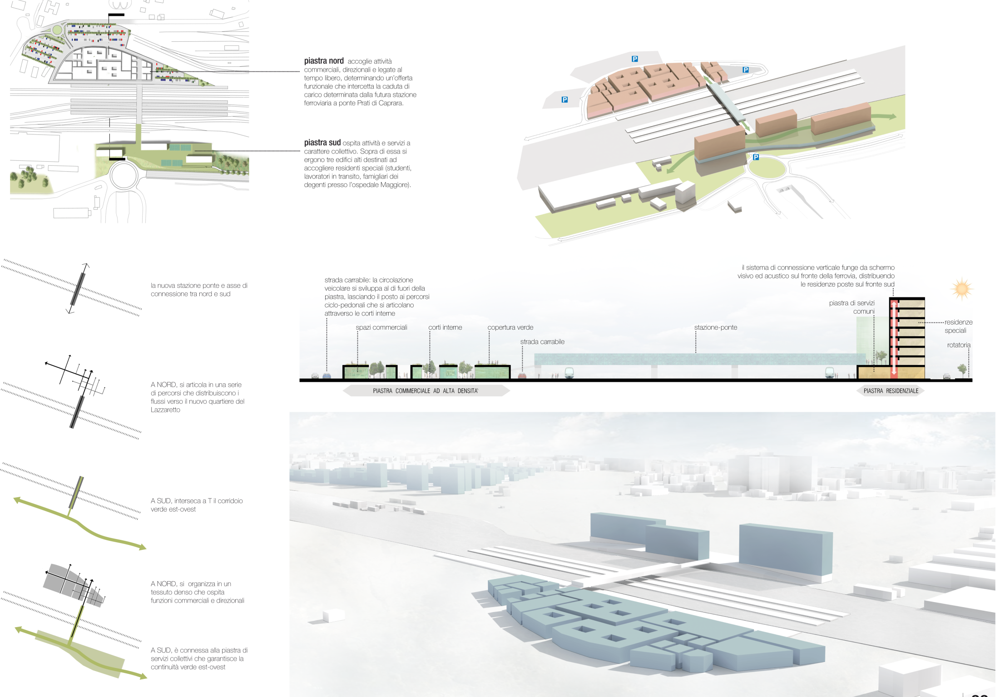 piastra nord accoglie attività
commerciali, direzionali e legate al
tempo libero, determinando un'offerta
funzionale che intercetta la caduta di
carico determinata dalla futura stazione
ferroviaria a ponte Prati di Caprara.
piastra sud ospita attività e servizi a
carattere collettivo. Sopra di essa si
ergono tre edifici alti destinati ad
accogliere residenti speciali (studenti,
lavoratori in transito, famigliari dei
degenti presso l'ospedale Maggiore).
P
P
P
P
la nuova stazione ponte e asse di
connessione tra nord e sud
A NORD, si articola in una serie
di percorsi che distribuiscono i
flussi verso il nuovo quartiere del
Lazzaretto
A SUD, interseca a T il corridoio
verde est-ovest
A NORD, si organizza in un
tessuto denso che ospita
funzioni commerciali e direzionali
A SUD, è connessa alla piastra di
servizi collettivi che garantisce la
continuità verde est-ovest
strada carrabile: la circolazione
veicolare si sviluppa al di fuori della
piastra, lasciando il posto ai percorsi
ciclo-pedonali che si articolano
attraverso le corti interne
spazi commerciali
corti interne
copertura verde
strada carrabile
stazione-ponte
il sistema di connessione verticale funge da schermo
visivo ed acustico sul fronte della ferrovia, distribuendo
le residenze poste sul fronte sud
piastra di servizi
comuni
residenze
speciali
rotatoria
PIASTRA COMMERCIALE AD ALTA DENSITA'
PIASTRA RESIDENZIALE